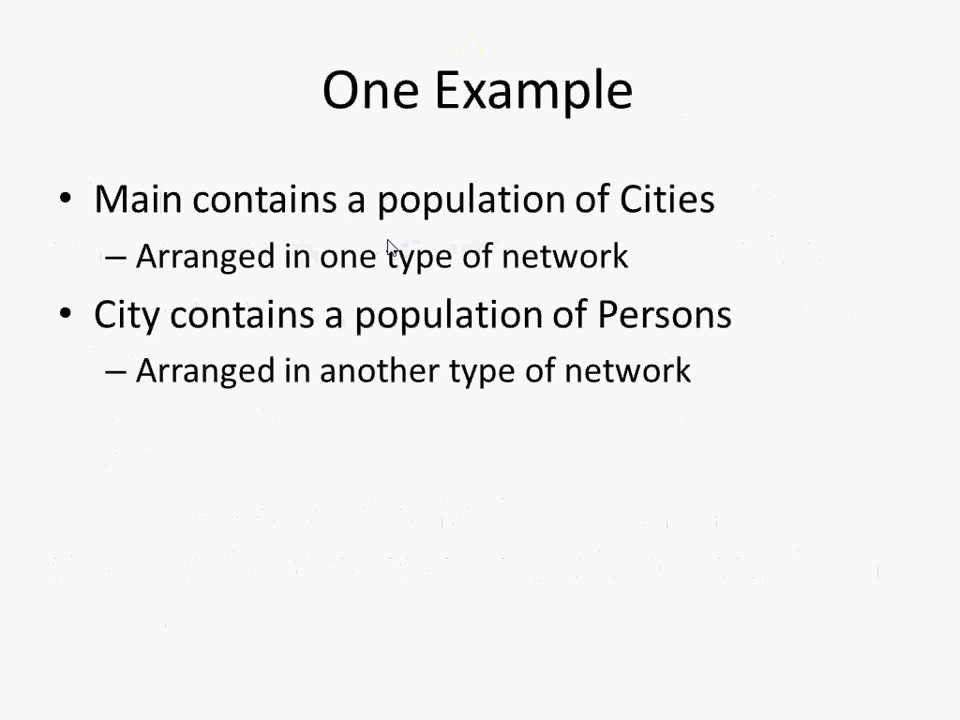 One Example
• Main contains a population of Cities
– Arranged in one type of network
• City contains a population of Persons
– Arranged in another type of network